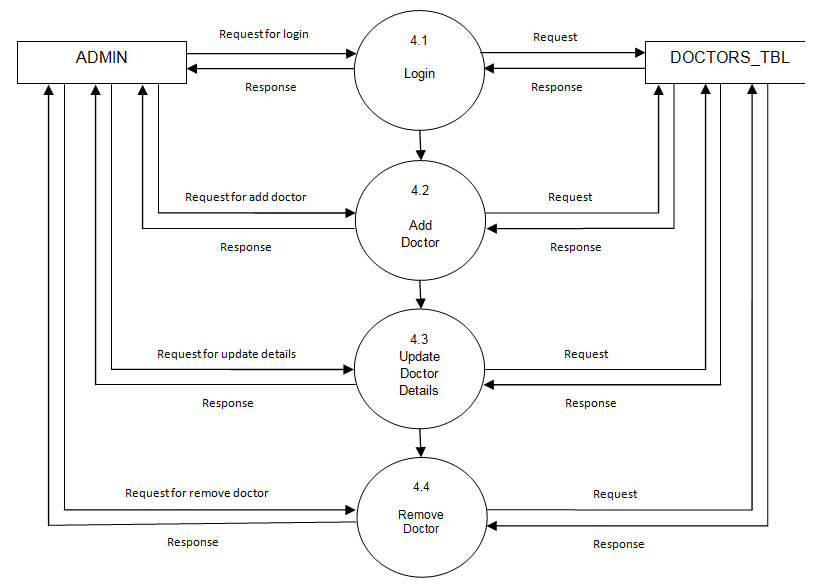 Request for login
4.1
Request
ADMIN
DOCTORS_TBL
Login
Response
Response
4.2
Request for add doctor
Request
Add
Doctor
Response
Response
4.3
Request for update details
Update
Request
Doctor
Details
Response
Response
4.4
Request for remove doctor
Request
Remove
Doctor
Response
Response